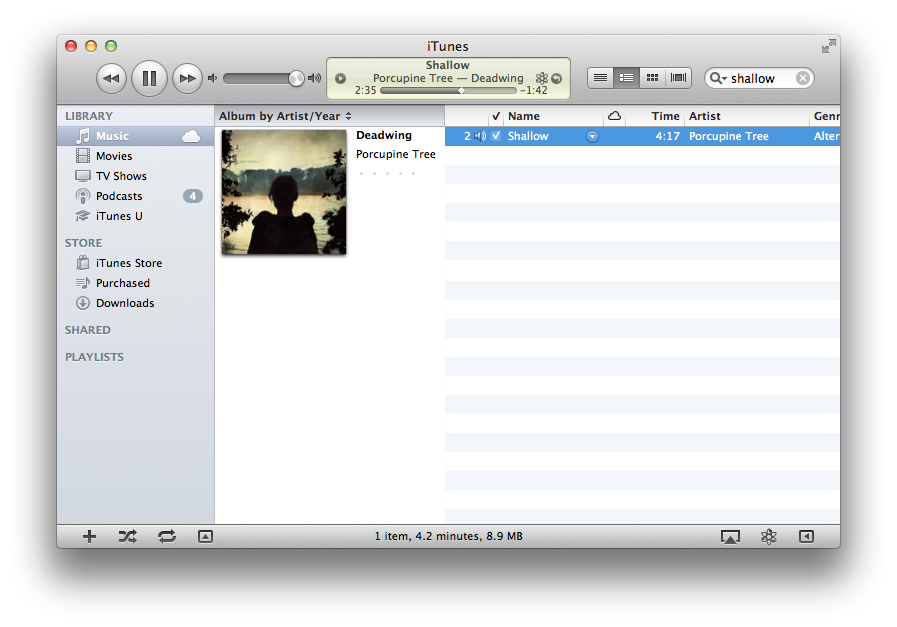 iTunes
Shallow
Porcupine Tree — Deadwing
2:35 -1:42
shallow
LIBRARY
Music
Movies
TV Shows
Podcasts 4
iTunes U
STORE
iTunes Store
Purchased
Downloads
SHARED
PLAYLISTS
Album by Artist/Year
Deadwing
Porcupine Tree
✓ Name Time Artist Genr
2 Shallow 4:17 Porcupine Tree Alter
1 item, 4.2 minutes, 8.9 MB